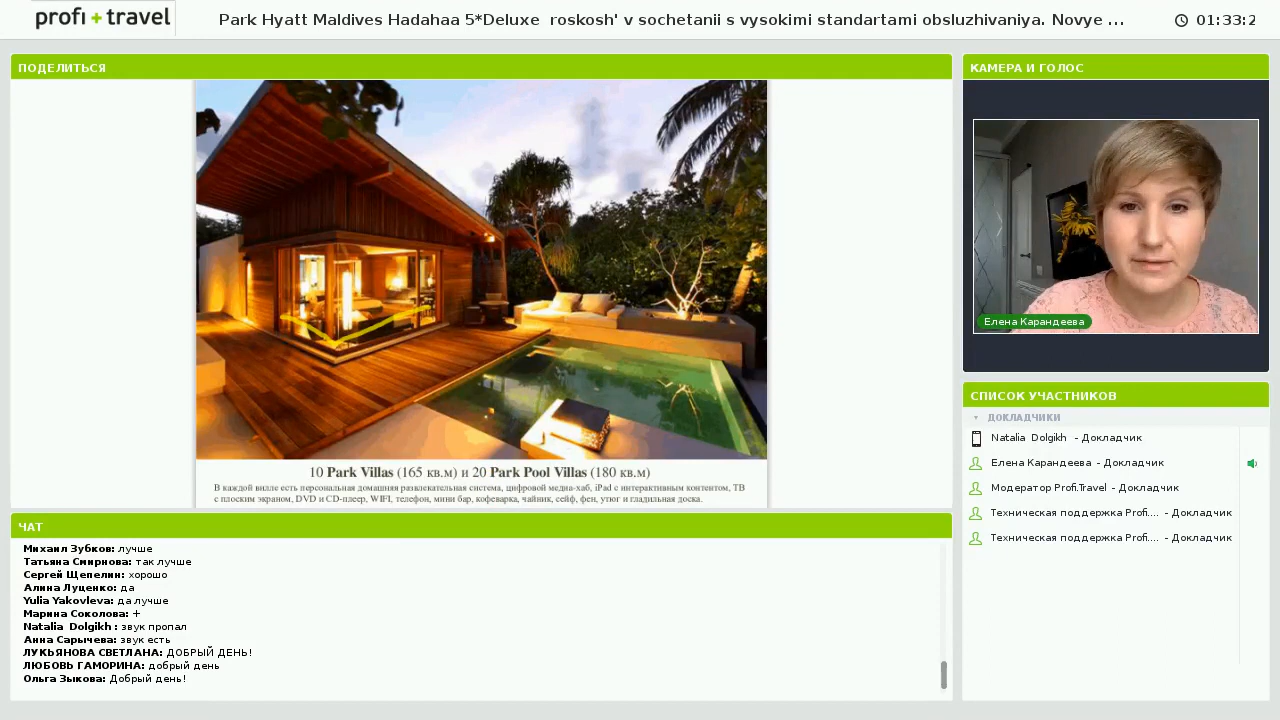 profi + travel
Park Hyatt Maldives Hadahaa 5*Deluxe roskosh' v sochetanii s vysokimi standartami obsluzhivaniya. Novye ...
01:33:2
ПОДЕЛИТЬСЯ
10 Park Villas (165 кв.м) и 20 Park Pool Villas (180 кв.м)
В каждой вилле есть персональная домашняя развлекательная система, цифровой медиа-хаб, iPad с интерактивным контентом, ТВ
с плоским экраном, DVD и CD-плеер, WIFI, телефон, мини бар, кофеварка, чайник, сейф, фен, утюг и гладильная доска.
ЧАТ
Михаил Зубков: лучше
Татьяна Смирнова: так лучше
Сергей Щепелин: хорошо
Алина Луценко: да
Yulia Yakovleva: да лучше
Марина Соколова: +
Natalia Dolgikh : звук пропал
Анна Сарычева: звук есть
ЛУКЬЯНОВА СВЕТЛАНА: ДОБРЫЙ ДЕНЬ!
ЛЮБОВЬ ГАМОРИНА: добрый день
Ольга Зыкова: Добрый день!
КАМЕРА И ГОЛОС
Елена Карандеева
СПИСОК УЧАСТНИКОВ
ДОКЛАДЧИКИ
Natalia Dolgikh - Докладчик
Елена Карандеева - Докладчик
Модератор Profi.Travel - Докладчик
Техническая поддержка Profi.... - Докладчик
Техническая поддержка Profi.... - Докладчик